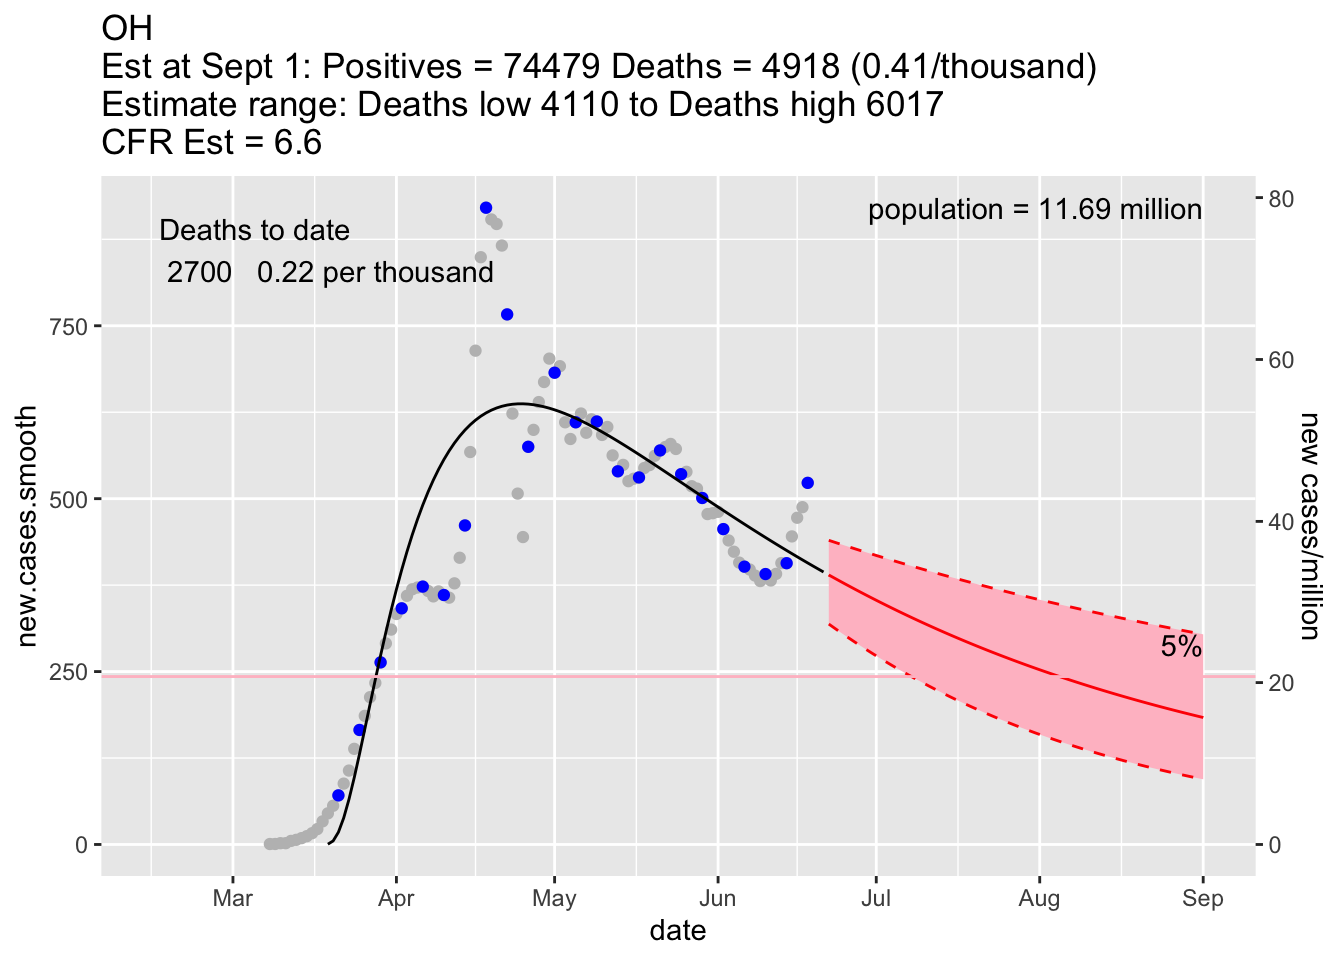 OH
Est at Sept 1: Positives = 74479 Deaths = 4918 (0.41/thousand)
Estimate range: Deaths low 4110 to Deaths high 6017
CFR Est = 6.6
Deaths to date
2700 0.22 per thousand
population = 11.69 million
80
60
40
20
0
new cases/million
750
500
250
0
new.cases.smooth
5%
Mar Apr May Jun Jul Aug Sep
date